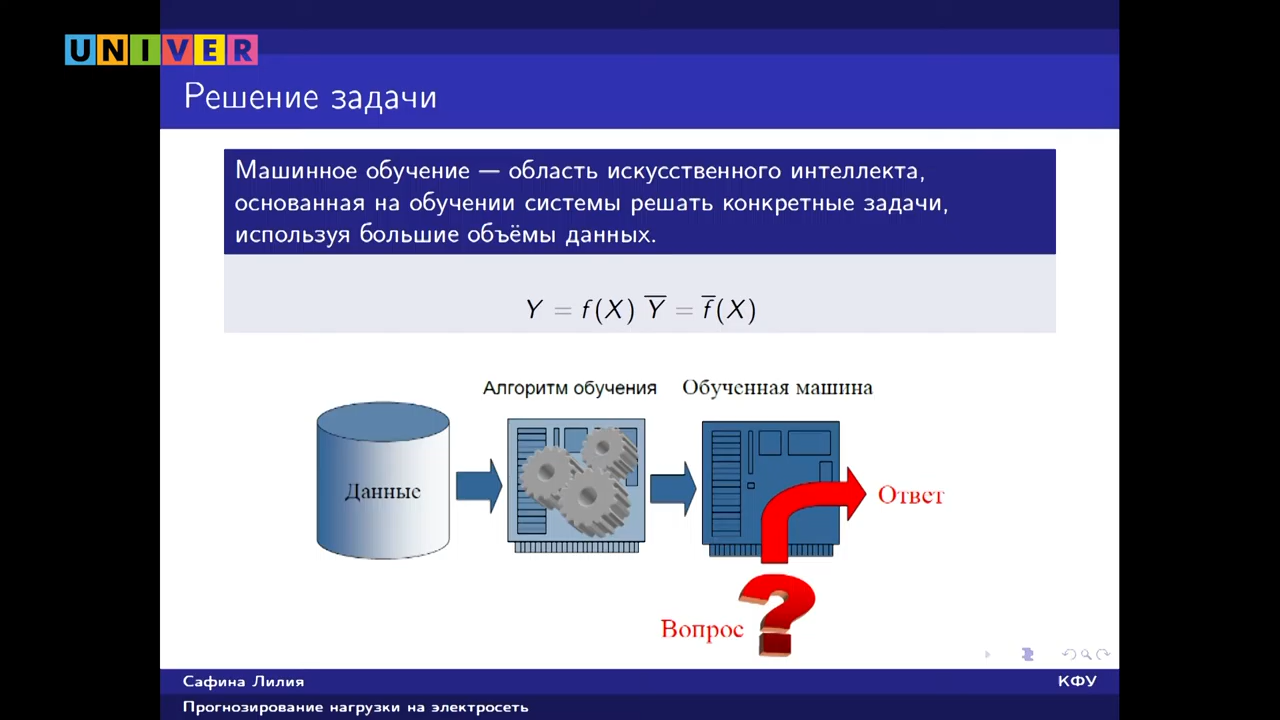 UNIVER
Решение задачи
Машинное обучение — область искусственного интеллекта,
основанная на обучении системы решать конкретные задачи,
используя большие объёмы данных.
Y = f(X) Y̅ = f̅(X)
Алгоритм обучения
Обученная машина
Данные
Ответ
Вопрос
?
Сафина Лилия
КФУ
Прогнозирование нагрузки на электросеть